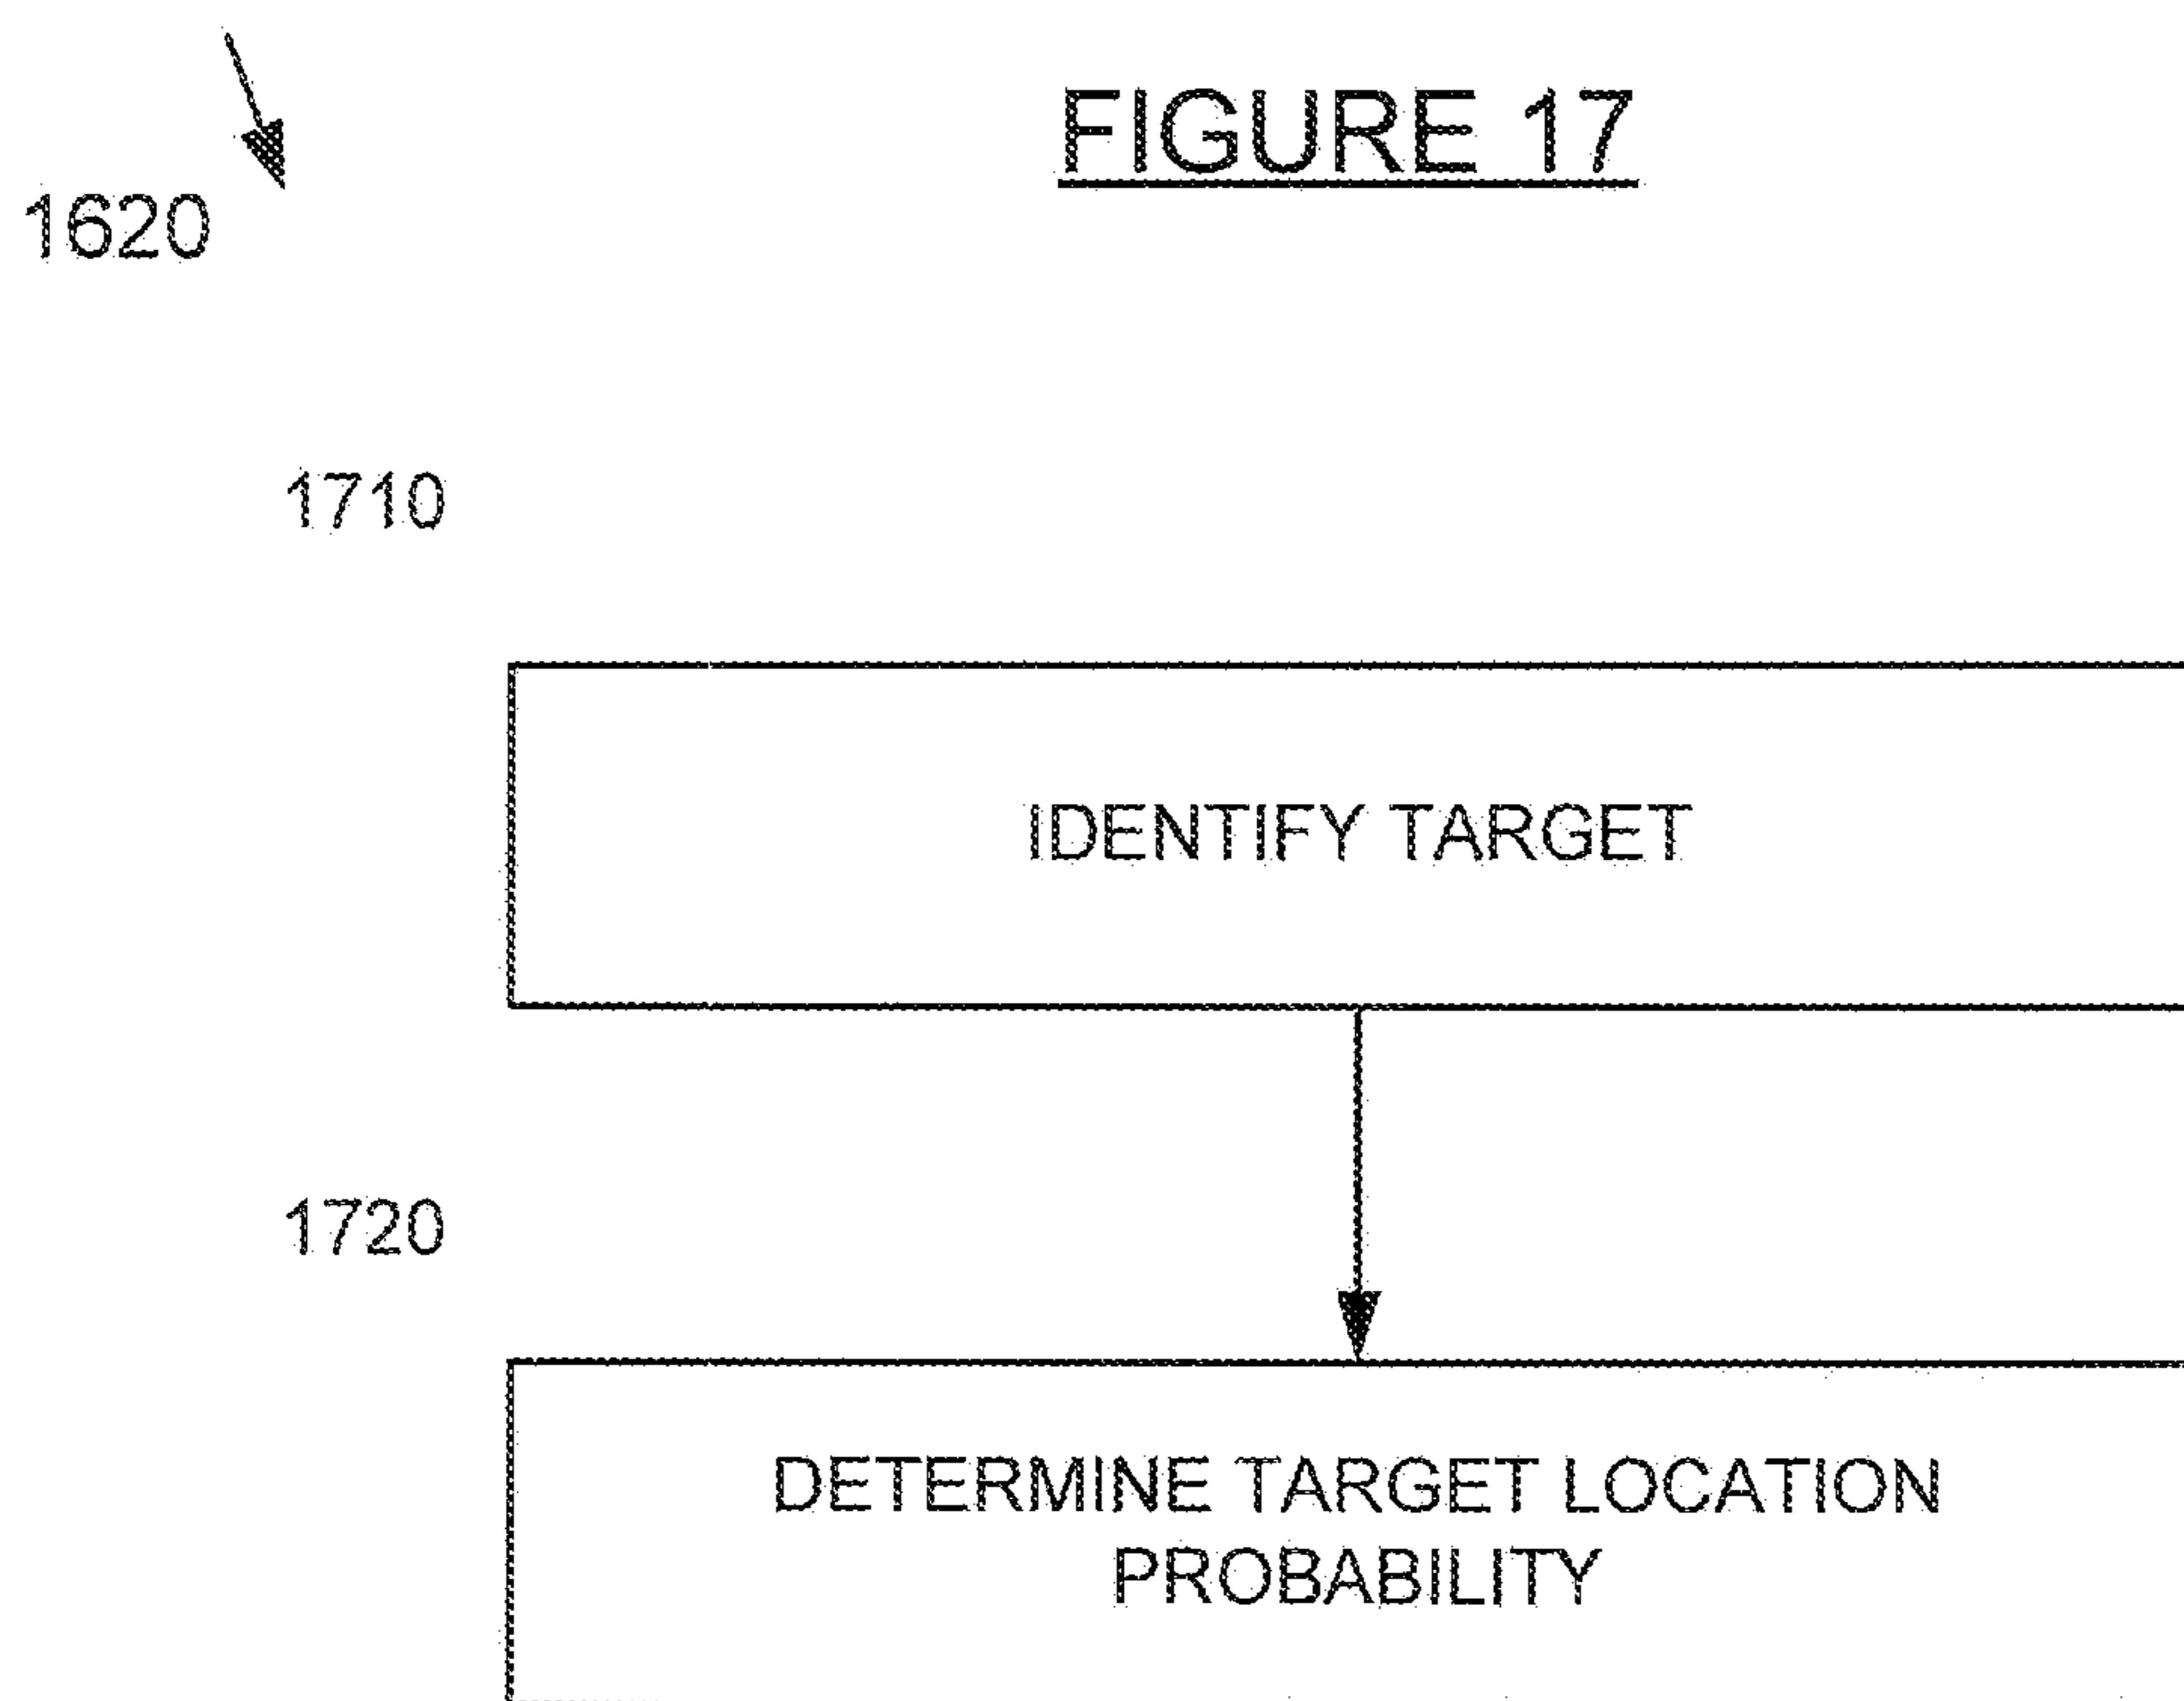 FIGURE 17
1620
1710
IDENTIFY TARGET
1720
DETERMINE TARGET LOCATION
PROBABILITY